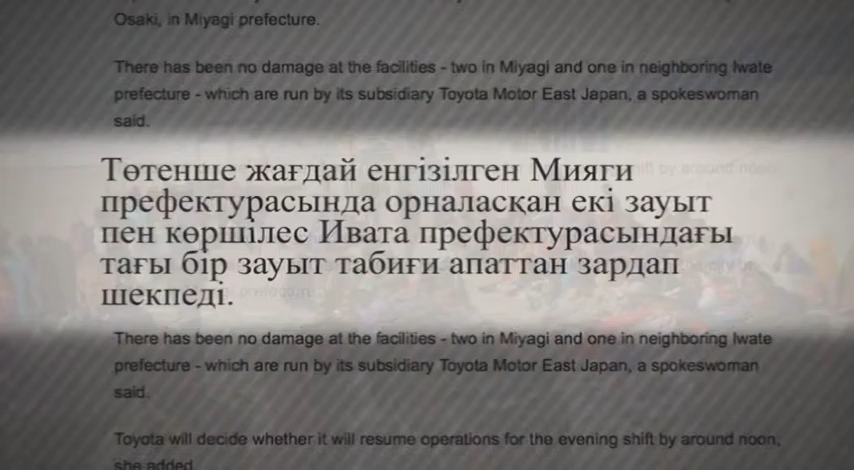 Osaki, in Miyagi prefecture.
There has been no damage at the facilities - two in Miyagi and one in neighboring Iwate
prefecture - which are run by its subsidiary Toyota Motor East Japan, a spokeswoman
said.
Төтенше жағдай енгізілген Мияги
префектурасында орналасқан екі зауыт
пен көршілес Ивата префектурасындағы
тағы бір зауыт табиғи апаттан зардап
шекпеді.
There has been no damage at the facilities - two in Miyagi and one in neighboring Iwate
prefecture - which are run by its subsidiary Toyota Motor East Japan, a spokeswoman
said.
Toyota will decide whether it will resume operations for the evening shift by around noon,
she added